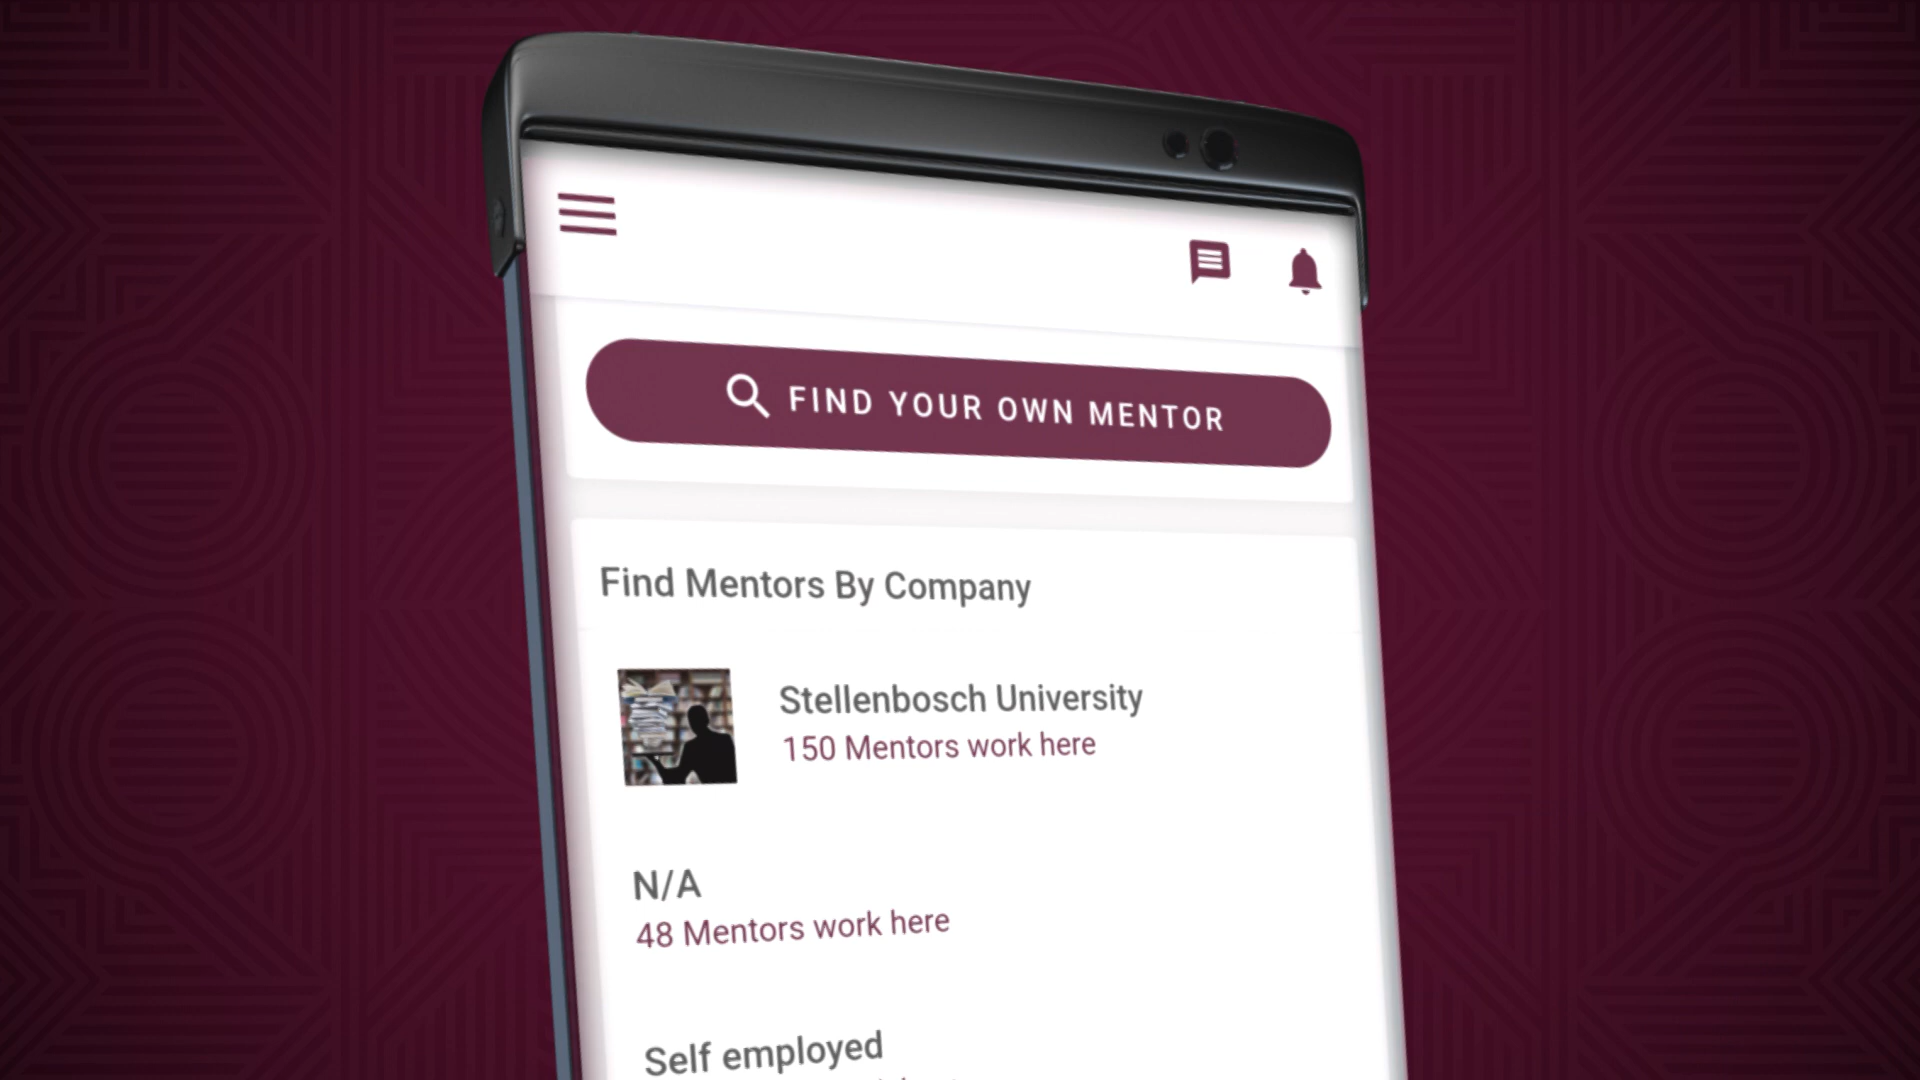 FIND YOUR OWN MENTOR
Find Mentors By Company
Stellenbosch University
150 Mentors work here
N/A
48 Mentors work here
Self employed